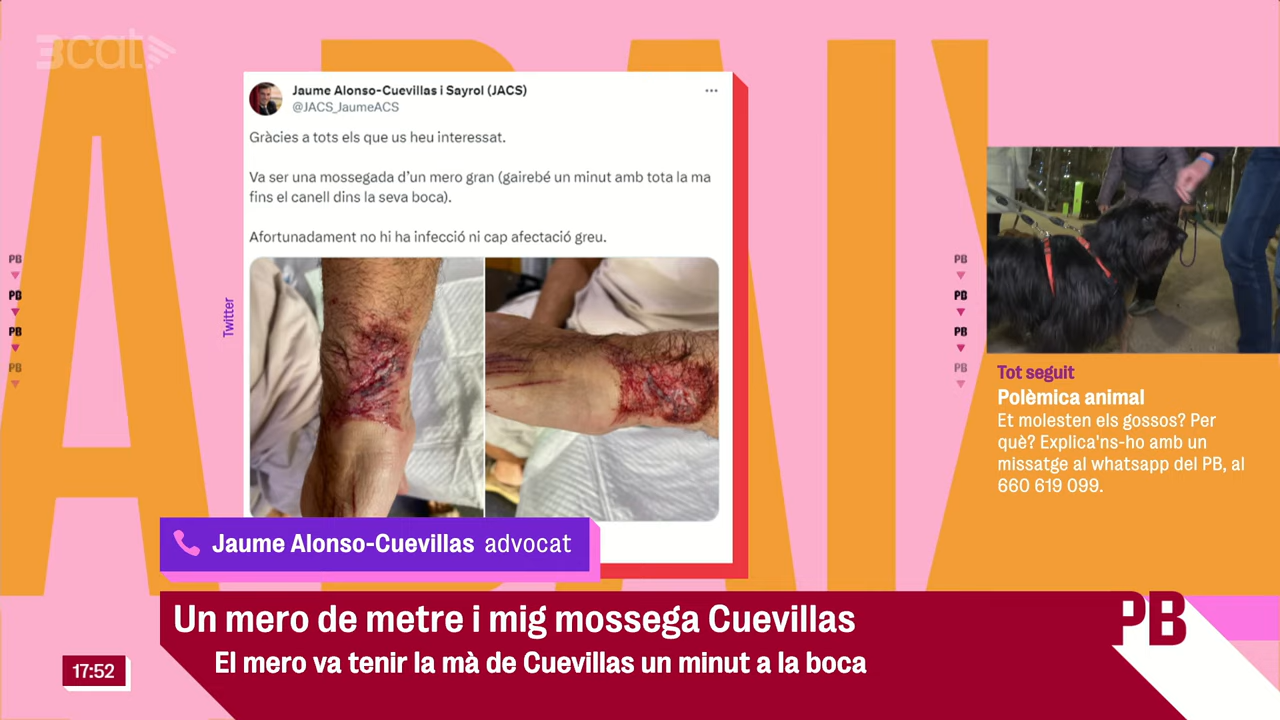 3cat
Jaume Alonso-Cuevillas i Sayrol (JACS)
@JACS_JaumeACS
Gràcies a tots els que us heu interessat.
Va ser una mossegada d'un mero gran (gairebé un minut amb tota la ma
fins el canell dins la seva boca).
Afortunadament no hi ha infecció ni cap afectació greu.
Twitter
PB
PB
PB
PB
PB
PB
PB
PB
Tot seguit
Polèmica animal
Et molesten els gossos? Per
què? Explica'ns-ho amb un
missatge al whatsapp del PB, al
660 619 099.
Jaume Alonso-Cuevillas advocat
Un mero de metre i mig mossega Cuevillas
El mero va tenir la mà de Cuevillas un minut a la boca
PB
17:52